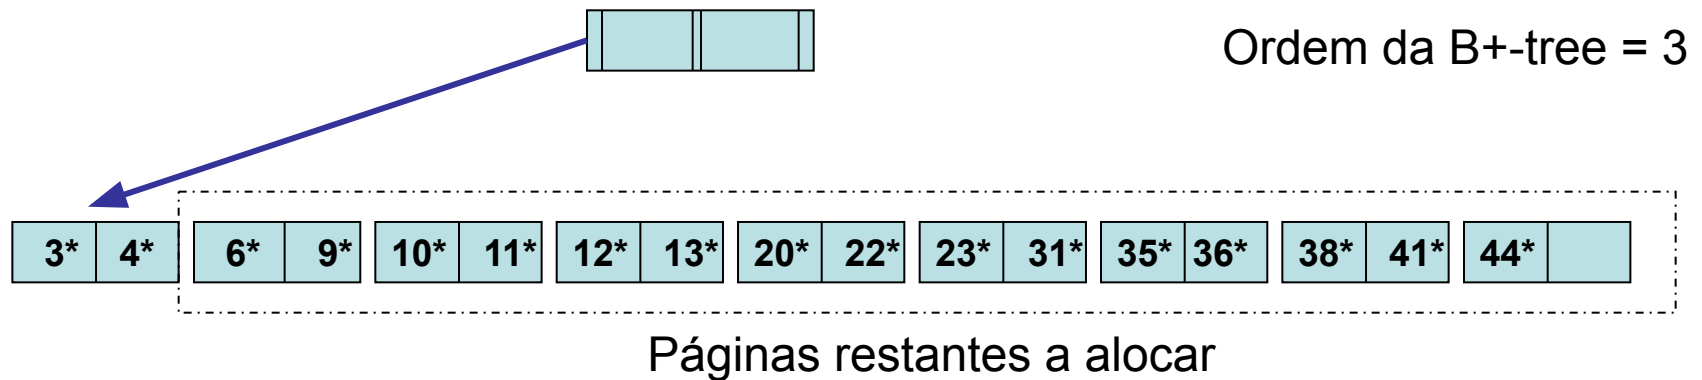 Ordem da B+-tree = 3
3* 4* 6* 9* 10* 11* 12* 13* 20* 22* 23* 31* 35* 36* 38* 41* 44*
Páginas restantes a alocar